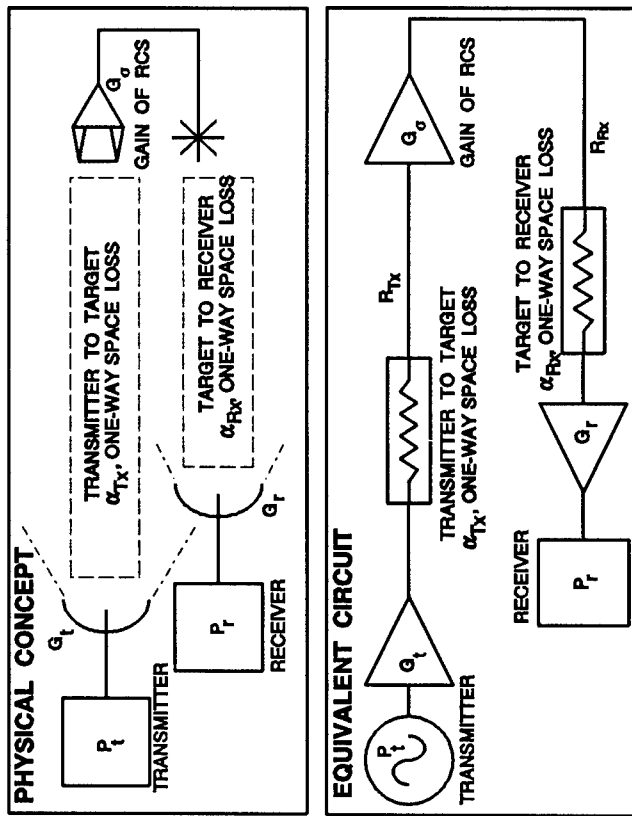 PHYSICAL CONCEPT
G_t
P_t
TRANSMITTER
TRANSMITTER TO TARGET
α_Tx, ONE-WAY SPACE LOSS
G_σ
GAIN OF RCS
P_r
RECEIVER
G_r
TARGET TO RECEIVER
α_Rx, ONE-WAY SPACE LOSS
EQUIVALENT CIRCUIT
P_t
TRANSMITTER
G_t
TRANSMITTER TO TARGET
α_Tx, ONE-WAY SPACE LOSS
R_Tx
G_σ
GAIN OF RCS
RECEIVER
P_r
G_r
TARGET TO RECEIVER
α_Rx, ONE-WAY SPACE LOSS
R_Rx